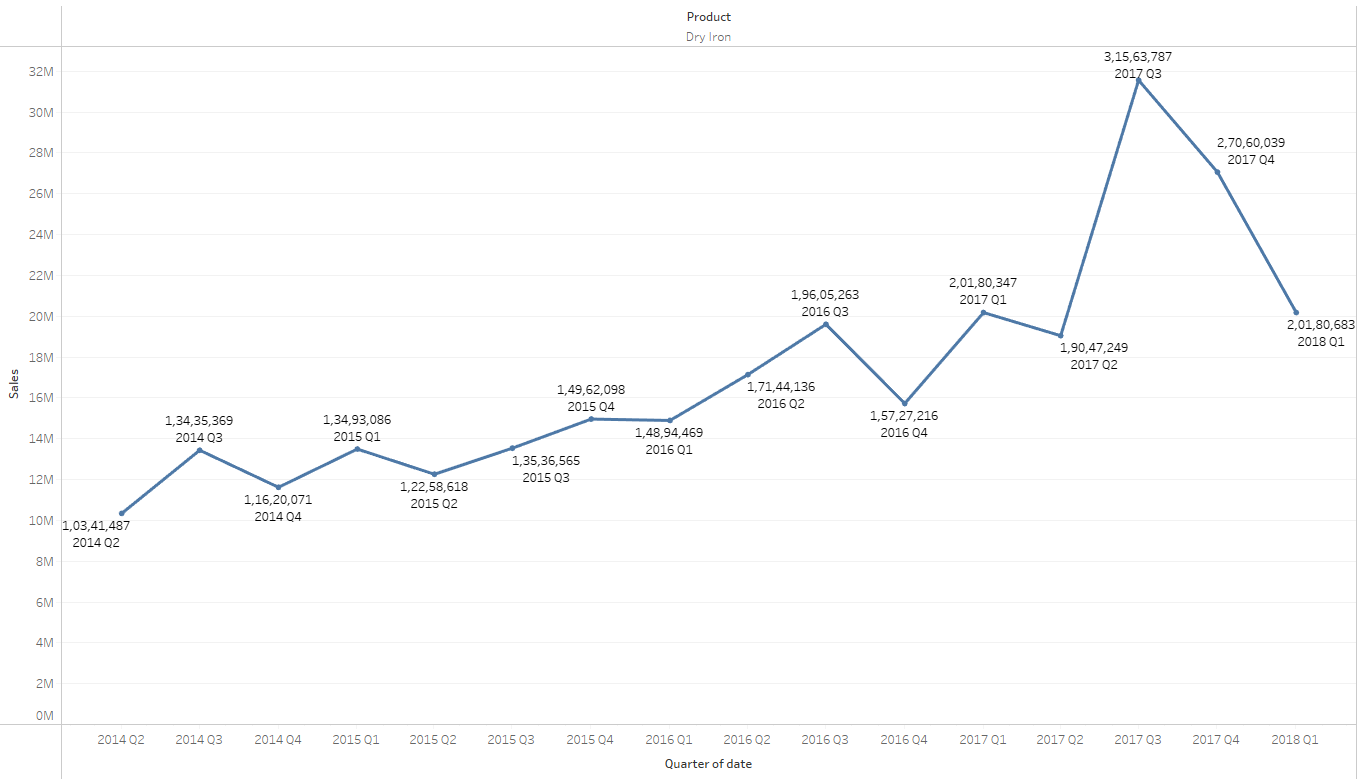 Product
Dry Iron
3,15,63,787
2017 Q3
32M
30M
28M
2,70,60,039
2017 Q4
26M
24M
22M
2,01,80,347
2017 Q1
1,96,05,263
2016 Q3
20M
2,01,80,683
2018 Q1
1,90,47,249
2017 Q2
18M
1,71,44,136
2016 Q2
1,49,62,098
2015 Q4
16M
1,57,27,216
2016 Q4
1,34,35,369
2014 Q3
1,34,93,086
2015 Q1
1,48,94,469
2016 Q1
14M
1,35,36,565
2015 Q3
12M
1,22,58,618
2015 Q2
1,16,20,071
2014 Q4
10M
1,03,41,487
2014 Q2
8M
6M
4M
2M
0M
Sales
2014 Q2 2014 Q3 2014 Q4 2015 Q1 2015 Q2 2015 Q3 2015 Q4 2016 Q1 2016 Q2 2016 Q3 2016 Q4 2017 Q1 2017 Q2 2017 Q3 2017 Q4 2018 Q1
Quarter of date